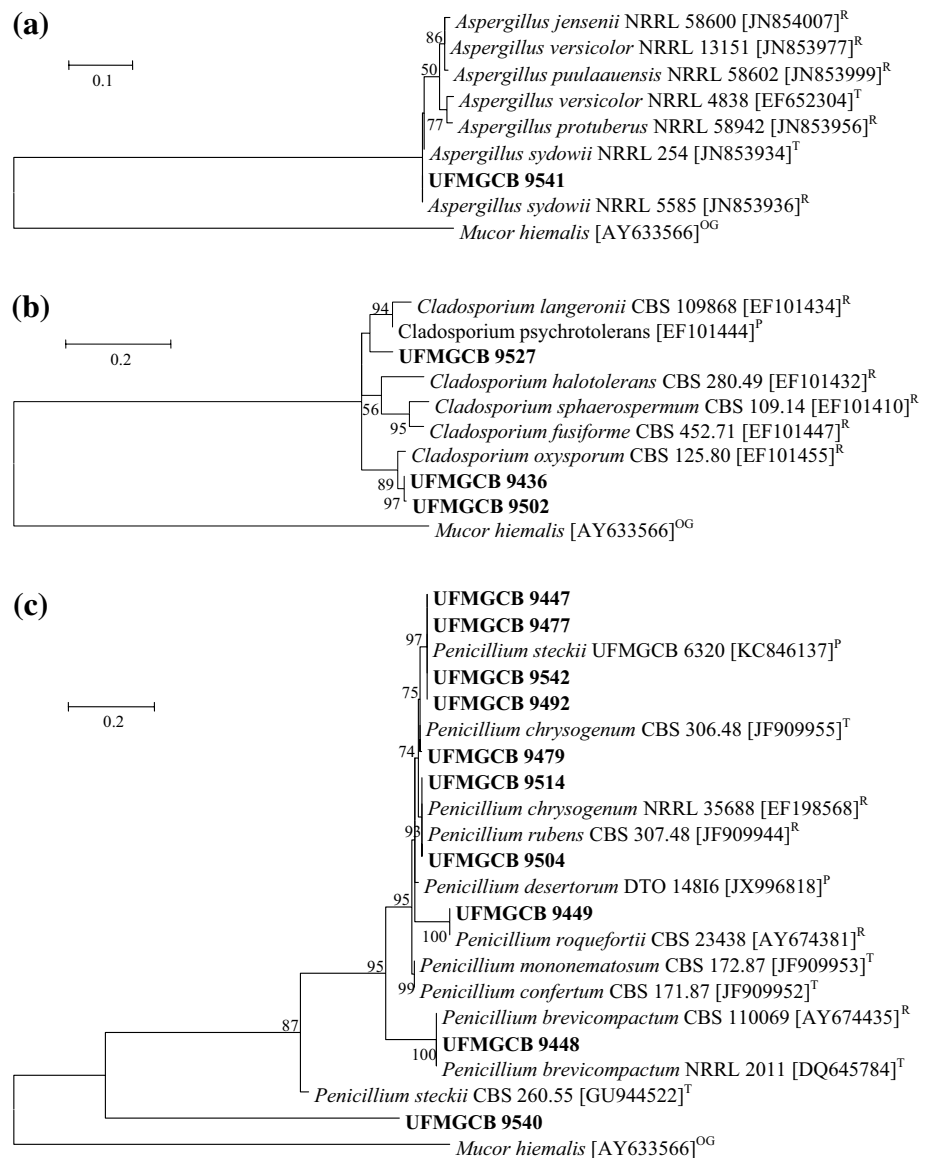 (a)
Aspergillus jensenii NRRL 58600 [JN854007]R
86
Aspergillus versicolor NRRL 13151 [JN853977]R
0.1
50
Aspergillus puulaauensis NRRL 58602 [JN853999]R
Aspergillus versicolor NRRL 4838 [EF652304]T
77
Aspergillus protuberus NRRL 58942 [JN853956]R
Aspergillus sydowii NRRL 254 [JN853934]T
UFMGCB 9541
Aspergillus sydowii NRRL 5585 [JN853936]R
Mucor hiemalis [AY633566]OG
(b)
94
Cladosporium langeronii CBS 109868 [EF101434]R
Cladosporium psychrotolerans [EF101444]P
0.2
UFMGCB 9527
Cladosporium halotolerans CBS 280.49 [EF101432]R
56
Cladosporium sphaerospermum CBS 109.14 [EF101410]R
95
Cladosporium fusiforme CBS 452.71 [EF101447]R
Cladosporium oxysporum CBS 125.80 [EF101455]R
89
UFMGCB 9436
97
UFMGCB 9502
Mucor hiemalis [AY633566]OG
(c)
UFMGCB 9447
UFMGCB 9477
97
Penicillium steckii UFMGCB 6320 [KC846137]P
UFMGCB 9542
75
UFMGCB 9492
0.2
Penicillium chrysogenum CBS 306.48 [JF909955]T
74
UFMGCB 9479
UFMGCB 9514
Penicillium chrysogenum NRRL 35688 [EF198568]R
93
Penicillium rubens CBS 307.48 [JF909944]R
UFMGCB 9504
Penicillium desertorum DTO 148I6 [JX996818]P
95
UFMGCB 9449
100
Penicillium roquefortii CBS 23438 [AY674381]R
95
Penicillium mononematosum CBS 172.87 [JF909953]T
99
Penicillium confertum CBS 171.87 [JF909952]T
Penicillium brevicompactum CBS 110069 [AY674435]R
87
UFMGCB 9448
100
Penicillium brevicompactum NRRL 2011 [DQ645784]T
Penicillium steckii CBS 260.55 [GU944522]T
UFMGCB 9540
Mucor hiemalis [AY633566]OG